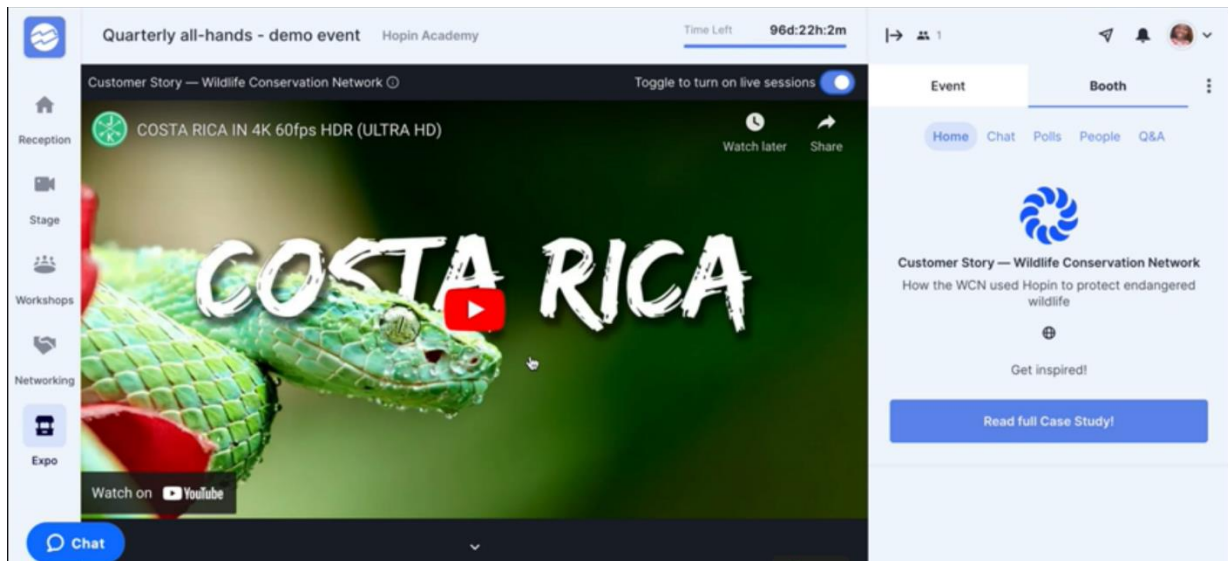 Quarterly all-hands - demo event Hopin Academy
Time Left 96d:22h:2m
1
Customer Story — Wildlife Conservation Network
Toggle to turn on live sessions
Reception
Stage
Workshops
Networking
Expo
Chat
COSTA RICA IN 4K 60fps HDR (ULTRA HD)
Watch later Share
COSTA RICA
Watch on YouTube
Event Booth
Home Chat Polls People Q&A
Customer Story — Wildlife Conservation Network
How the WCN used Hopin to protect endangered
wildlife
Get inspired!
Read full Case Study!